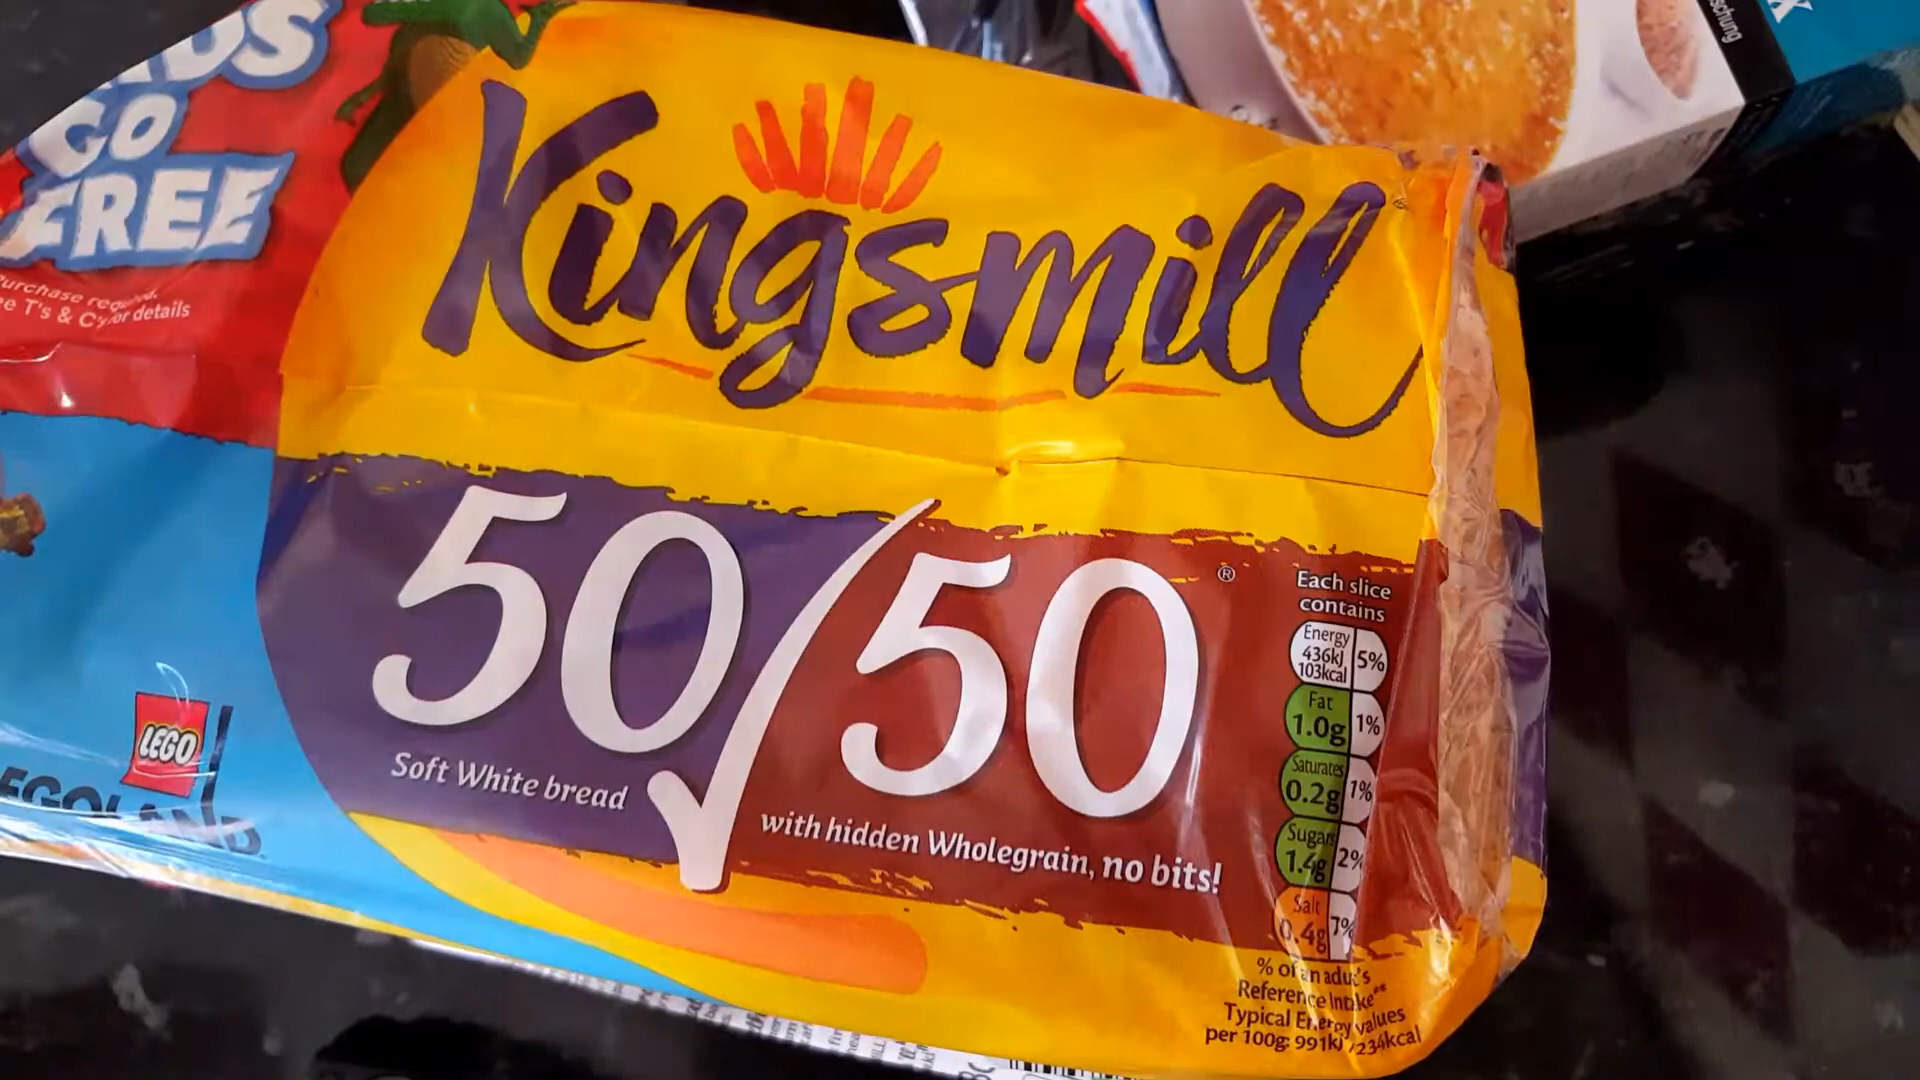 GO
FREE
for details
Kingsmill
50/50®
Soft White bread
with hidden Wholegrain, no bits!
LEGO
Each slice
contains
Energy
436kJ
103kcal
5%
Fat
1.0g
1%
Saturates
0.2g
1%
Sugars
1.4g
2%
Salt
0.4g
7%
% of an adult's
Reference Intake**
Typical Energy values
per 100g: 991kJ / 234kcal
schung